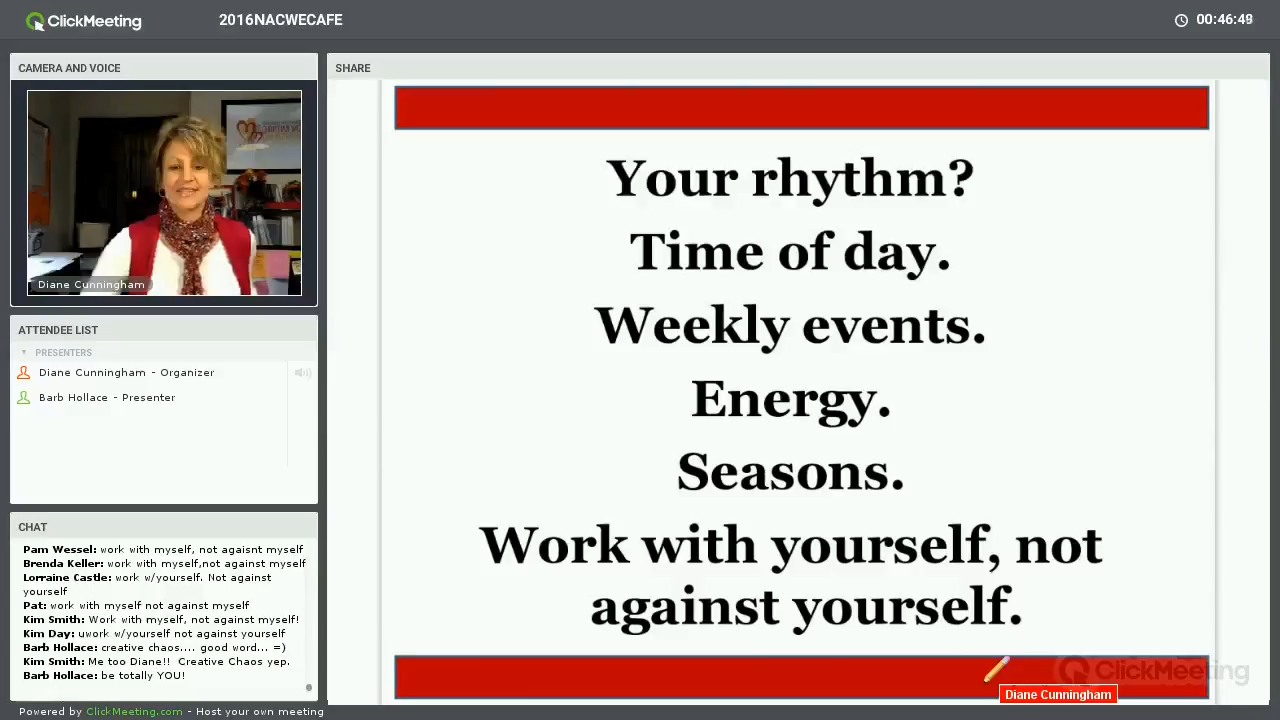 ClickMeeting
2016NACWECAFE
00:46:49
CAMERA AND VOICE
Diane Cunningham
ATTENDEE LIST
PRESENTERS
Diane Cunningham - Organizer
Barb Hollace - Presenter
CHAT
Pam Wessel: work with myself, not agaisnt myself
Brenda Keller: work with myself,not against myself
Lorraine Castle: work w/yourself. Not against
yourself
Pat: work with myself not against myself
Kim Smith: Work with myself, not against myself!
Kim Day: uwork w/yourself not against yourself
Barb Hollace: creative chaos.... good word... =)
Kim Smith: Me too Diane!! Creative Chaos yep.
Barb Hollace: be totally YOU!
SHARE
Your rhythm?
Time of day.
Weekly events.
Energy.
Seasons.
Work with yourself, not
against yourself.
ClickMeeting
Diane Cunningham
Powered by ClickMeeting.com - Host your own meeting